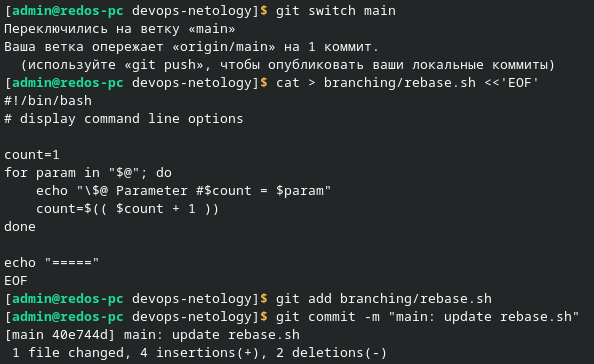 [admin@redos-pc devops-netology]$ git switch main
Переключились на ветку «main»
Ваша ветка опережает «origin/main» на 1 коммит.
  (используйте «git push», чтобы опубликовать ваши локальные коммиты)
[admin@redos-pc devops-netology]$ cat > branching/rebase.sh <<'EOF'
#!/bin/bash
# display command line options

count=1
for param in "$@"; do
    echo "\$@ Parameter #$count = $param"
    count=$(( $count + 1 ))
done

echo "====="
EOF
[admin@redos-pc devops-netology]$ git add branching/rebase.sh
[admin@redos-pc devops-netology]$ git commit -m "main: update rebase.sh"
[main 40e744d] main: update rebase.sh
 1 file changed, 4 insertions(+), 2 deletions(-)